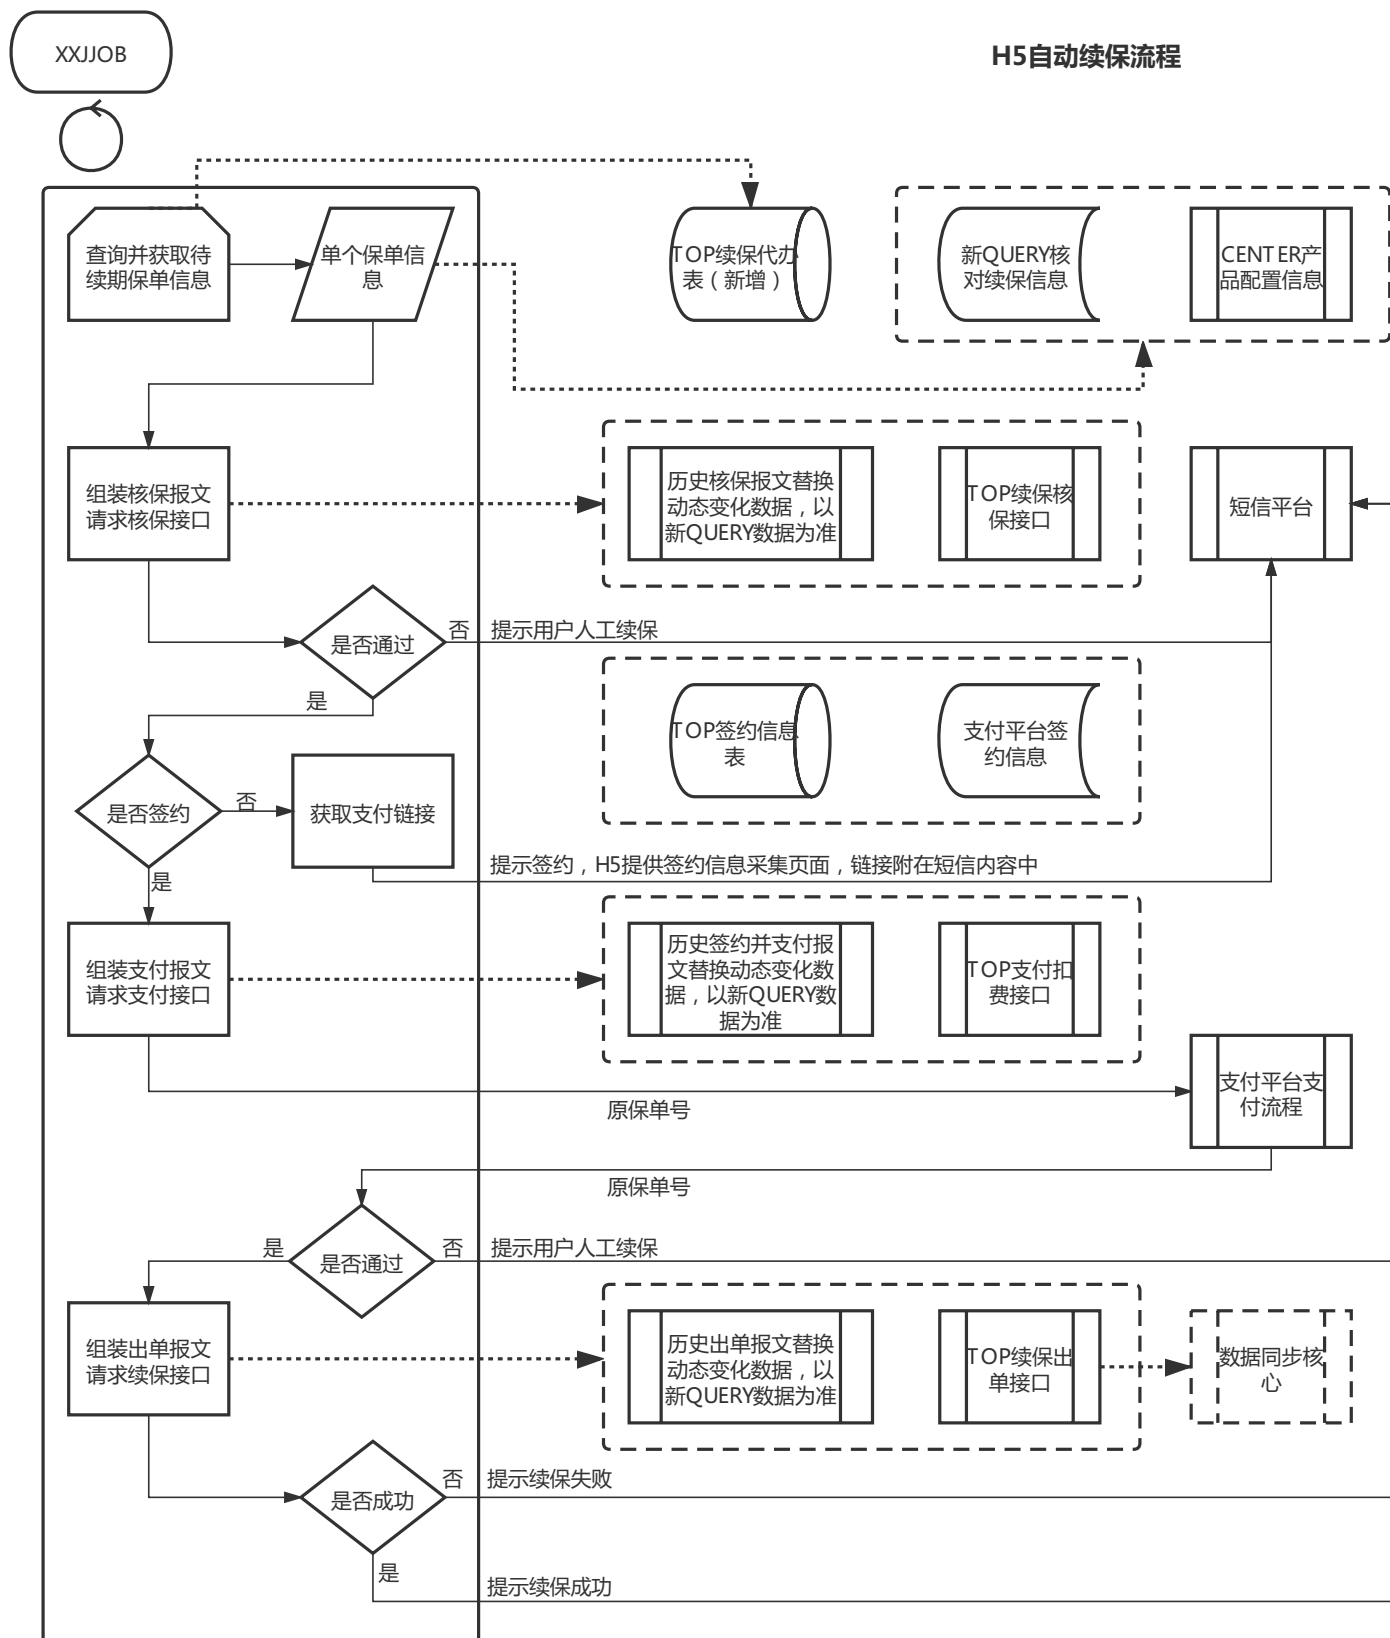 XXJJOB
H5自动续保流程
查询并获取待
续期保单信息
单个保单信
息
TOP续保代办
表（新增）
新QUERY核
对续保信息
CENTER产
品配置信息
组装核保报文
请求核保接口
历史核保报文替换
动态变化数据，以
新QUERY数据为准
TOP续保核
保接口
短信平台
是否通过
否
提示用户人工续保
是
TOP签约信息
表
支付平台签
约信息
是否签约
否
获取支付链接
提示签约，H5提供签约信息采集页面，链接附在短信内容中
是
组装支付报文
请求支付接口
历史签约并支付报
文替换动态变化数
据，以新QUERY数
据为准
TOP支付扣
费接口
支付平台支
付流程
原保单号
原保单号
是
是否通过
否
提示用户人工续保
组装出单报文
请求续保接口
历史出单报文替换
动态变化数据，以
新QUERY数据为准
TOP续保出
单接口
数据同步核
心
是否成功
否
提示续保失败
是
提示续保成功